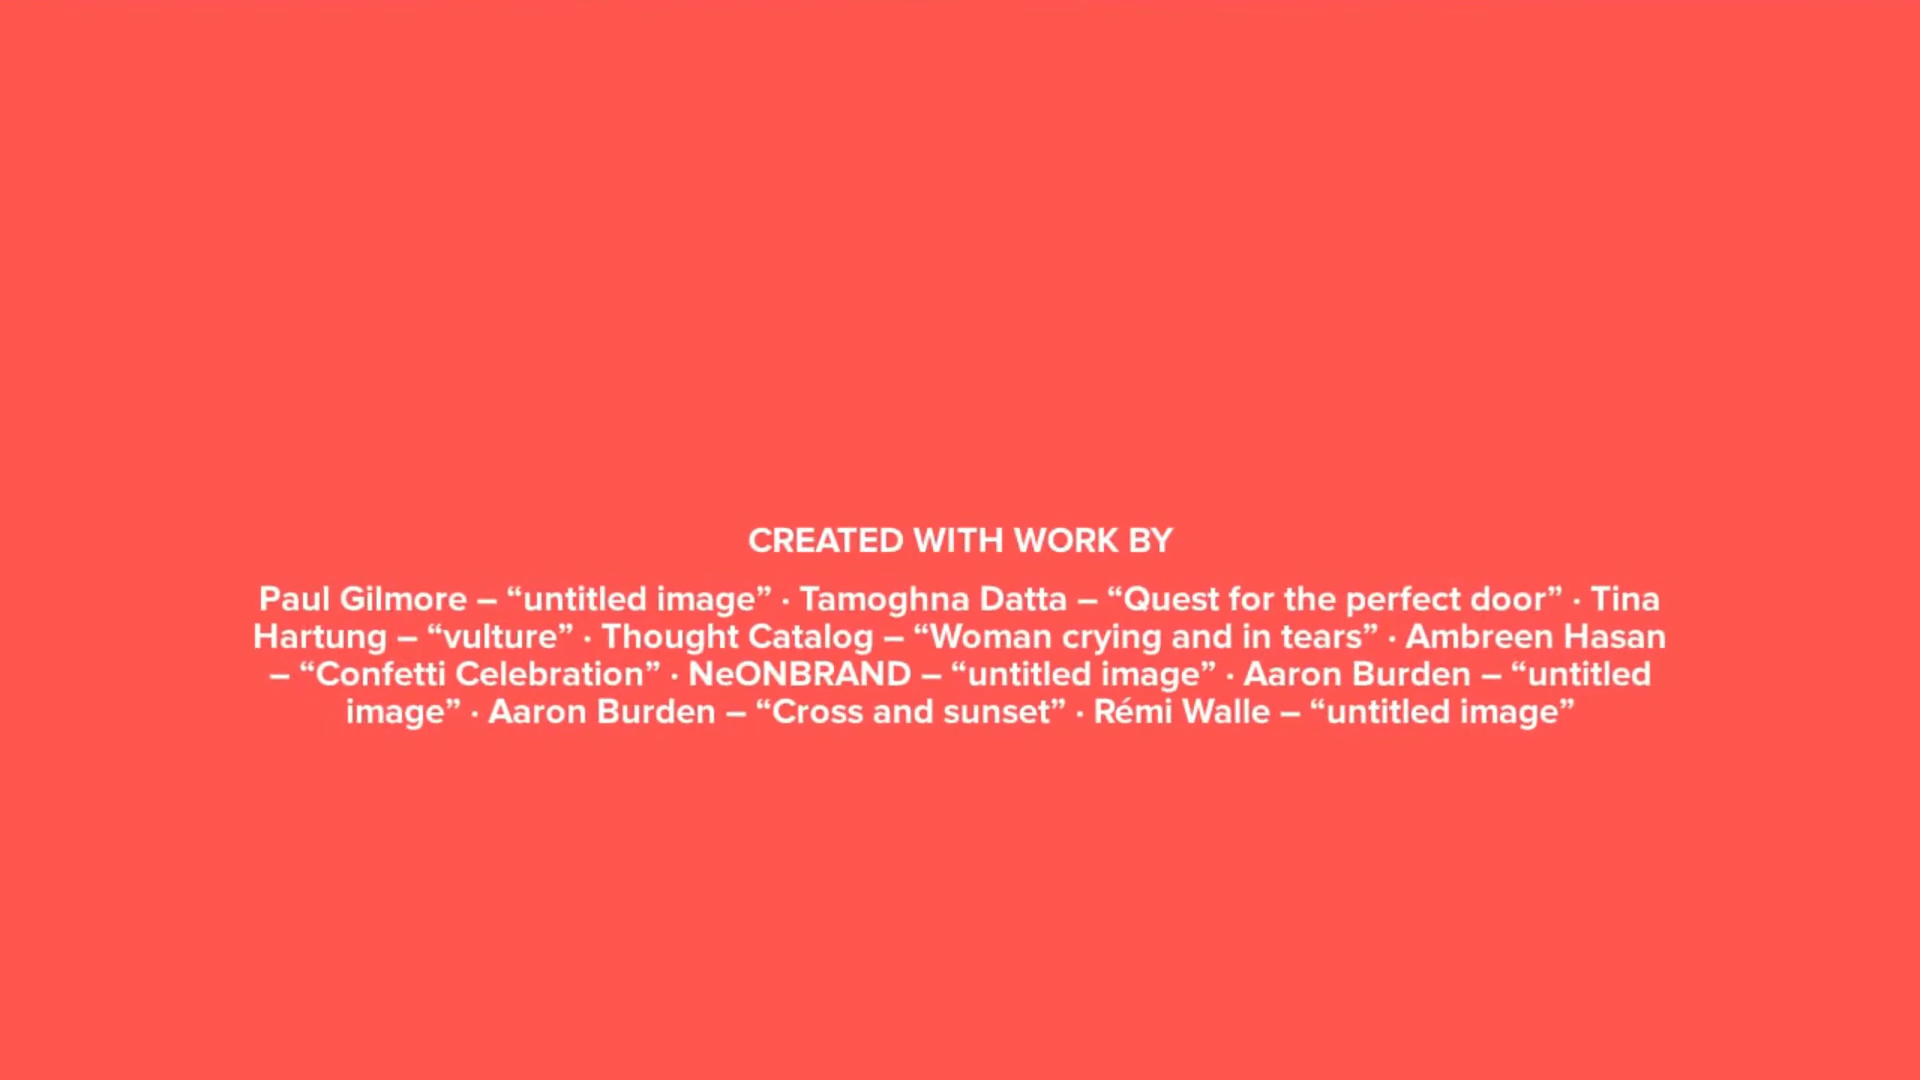 CREATED WITH WORK BY
Paul Gilmore – “untitled image” · Tamoghna Datta – “Quest for the perfect door” · Tina
Hartung – “vulture” · Thought Catalog – “Woman crying and in tears” · Ambreen Hasan
– “Confetti Celebration” · NeONBRAND – “untitled image” · Aaron Burden – “untitled
image” · Aaron Burden – “Cross and sunset” · Rémi Walle – “untitled image”